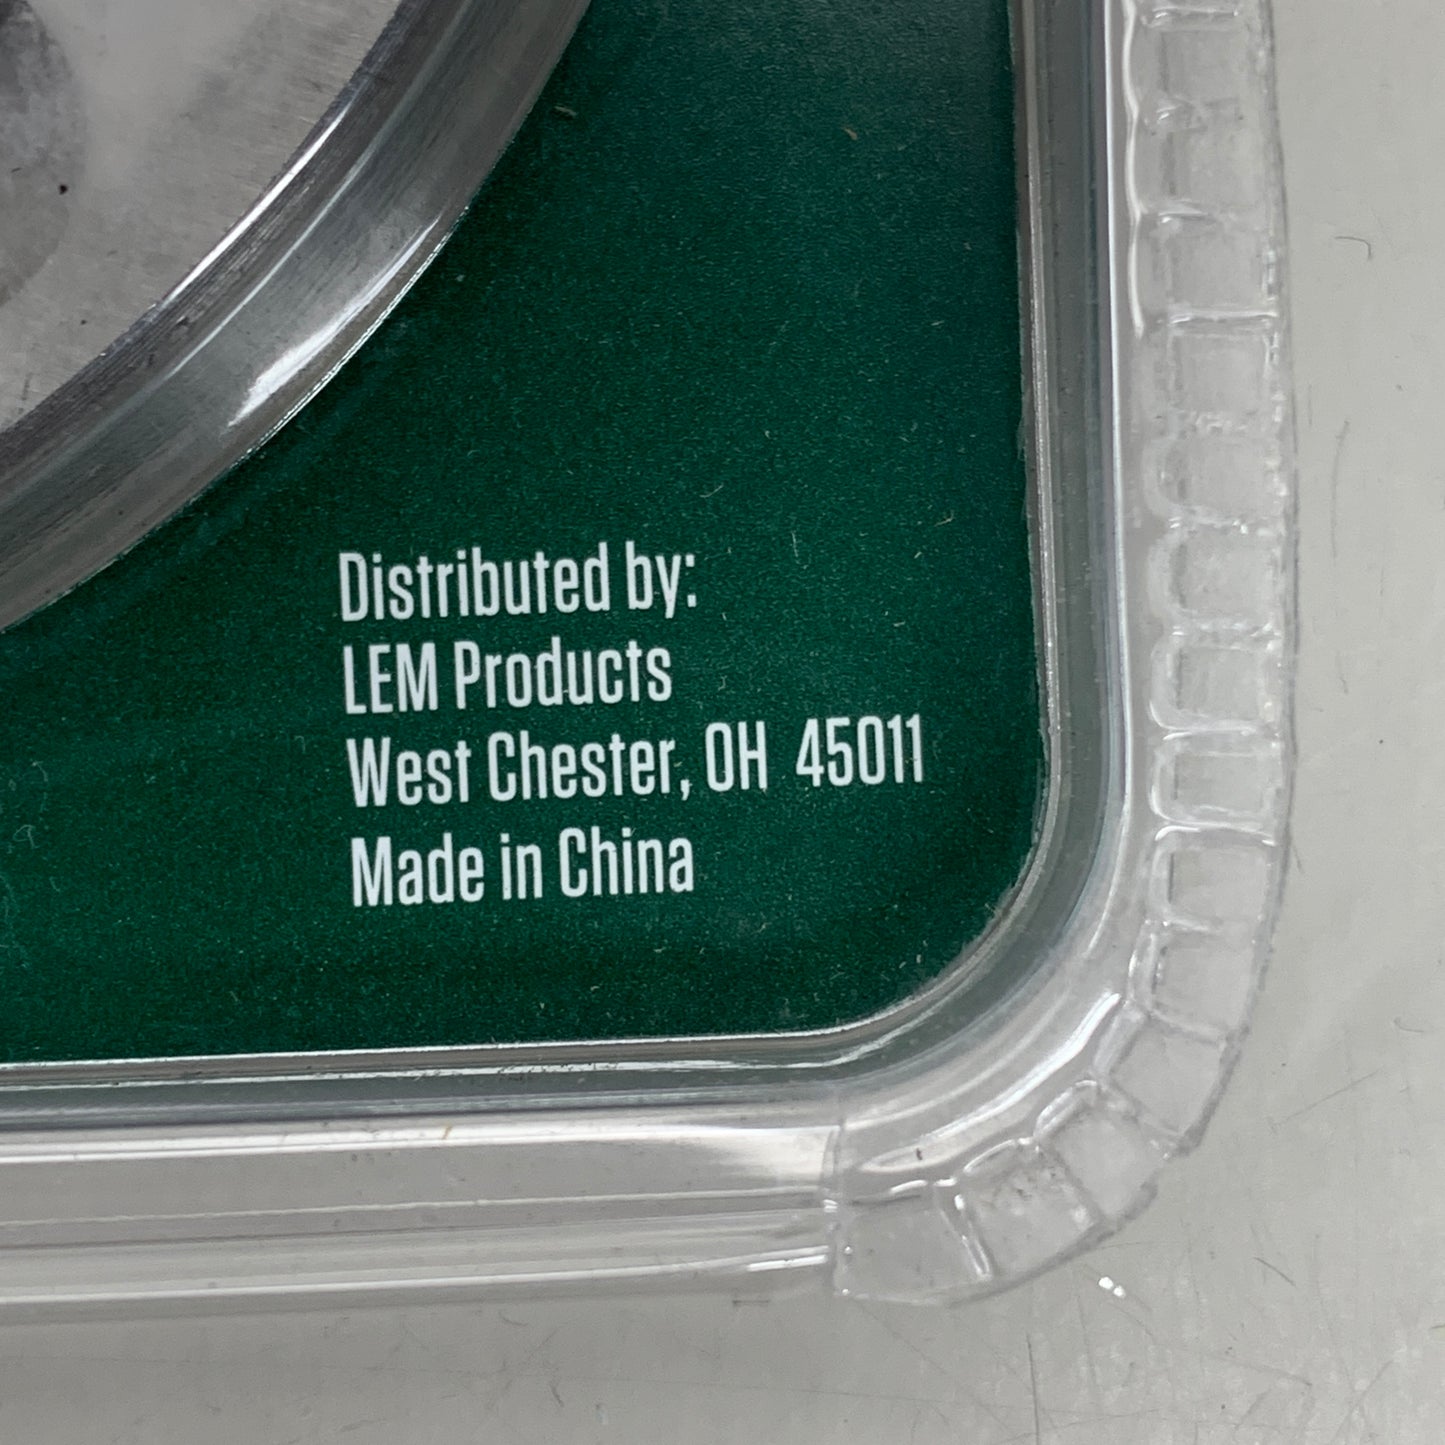 Distributed by:
LEM Products
West Chester, OH 45011
Made in China